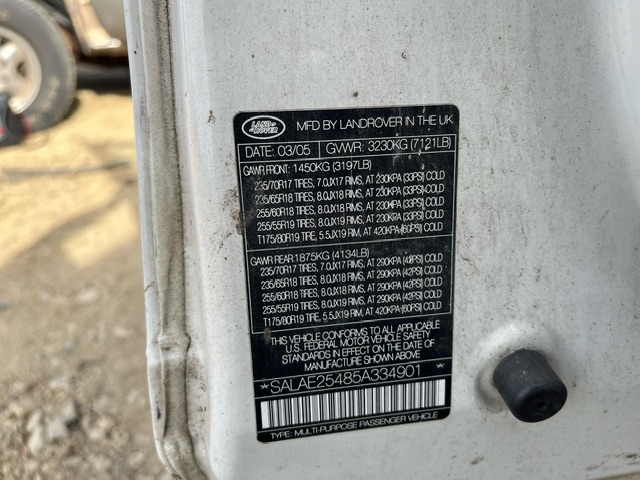 LAND ROVER
MFD BY LANDROVER IN THE UK
DATE: 03/05 GVWR: 3230KG (7121LB)
GAWR FRONT: 1450KG (3197LB)
235/70R17 TIRES, 7.0JX17 RIMS, AT 230KPA (33PSI) COLD
235/65R18 TIRES, 8.0JX18 RIMS, AT 230KPA (33PSI) COLD
255/60R18 TIRES, 8.0JX18 RIMS, AT 230KPA (33PSI) COLD
255/55R19 TIRES, 8.0JX19 RIMS, AT 230KPA (33PSI) COLD
T175/80R19 TIRE, 5.5JX19 RIM, AT 420KPA (60PSI) COLD
GAWR REAR: 1875KG (4134LB)
235/70R17 TIRES, 7.0JX17 RIMS, AT 290KPA (42PSI) COLD
235/65R18 TIRES, 8.0JX18 RIMS, AT 290KPA (42PSI) COLD
255/60R18 TIRES, 8.0JX18 RIMS, AT 290KPA (42PSI) COLD
255/55R19 TIRES, 8.0JX19 RIMS, AT 290KPA (42PSI) COLD
T175/80R19 TIRE, 5.5JX19 RIM, AT 420KPA (60PSI) COLD
THIS VEHICLE CONFORMS TO ALL APPLICABLE
U.S. FEDERAL MOTOR VEHICLE SAFETY
STANDARDS IN EFFECT ON THE DATE OF
MANUFACTURE SHOWN ABOVE
* SALAE25485A334901 *
TYPE: MULTI-PURPOSE PASSENGER VEHICLE